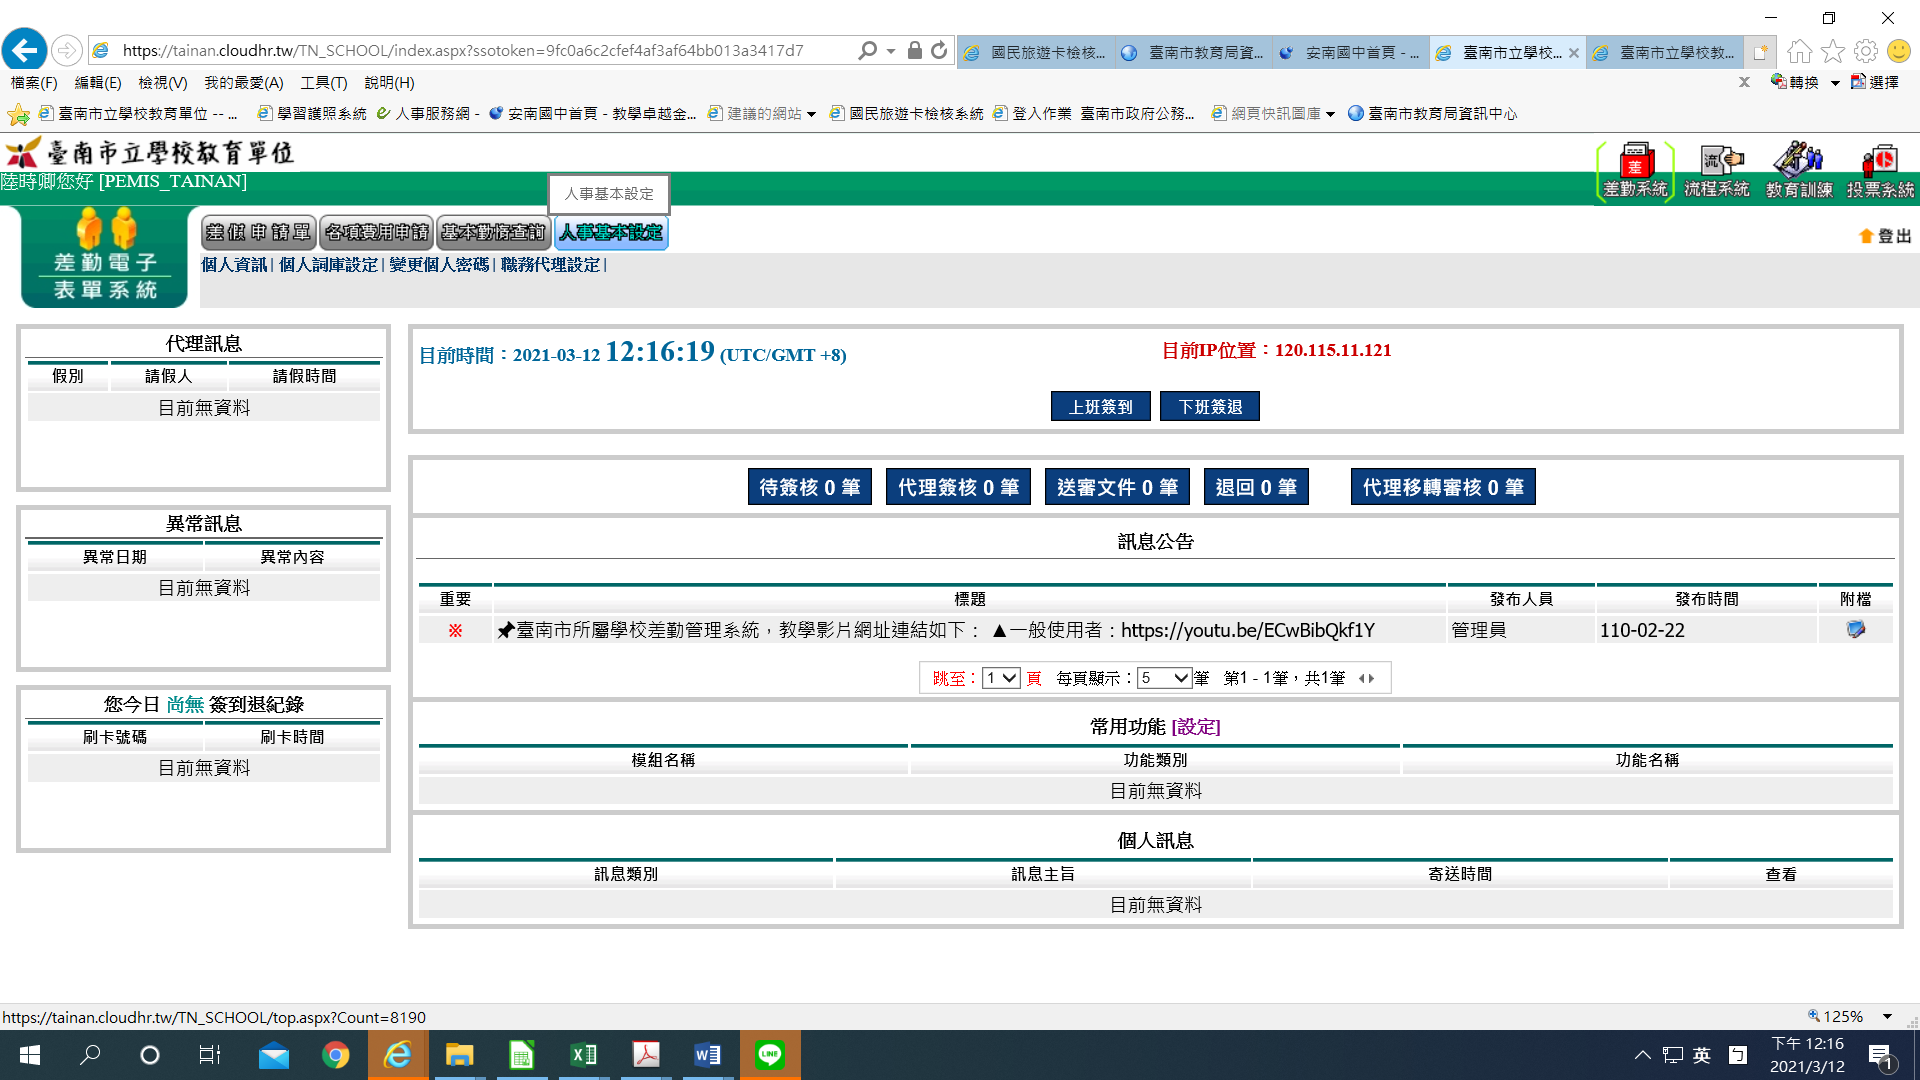 https://tainan.cloudhr.tw/TN_SCHOOL/index.aspx?ssotoken=9fc0a6c2cfef4af3af64bb013a3417d7
國民旅遊卡檢核...
臺南市教育局資...
安南國中首頁 - ...
臺南市立學校...
臺南市立學校教...
檔案(F) 編輯(E) 檢視(V) 我的最愛(A) 工具(T) 說明(H)
x 轉換 選擇
臺南市立學校教育單位 -- ... 學習護照系統 人事服務網 - 安南國中首頁 - 教學卓越金... 建議的網站 國民旅遊卡檢核系統 登入作業 臺南市政府公務... 網頁快訊圖庫 臺南市教育局資訊中心
臺南市立學校教育單位
陸時卿您好 [PEMIS_TAINAN]
差
流
差勤系統 流程系統 教育訓練 投票系統
人事基本設定
差假申請單 各項費用申請 基本勤惰查詢 人事基本設定
登出
差勤電子
表單系統
個人資訊| 個人詞庫設定| 變更個人密碼| 職務代理設定|
代理訊息
假別 請假人 請假時間
目前無資料
異常訊息
異常日期 異常內容
目前無資料
您今日 尚無 簽到退紀錄
刷卡號碼 刷卡時間
目前無資料
目前時間：2021-03-12 12:16:19 (UTC/GMT +8)
目前IP位置：120.115.11.121
上班簽到 下班簽退
待簽核 0 筆 代理簽核 0 筆 送審文件 0 筆 退回 0 筆 代理移轉審核 0 筆
訊息公告
重要 標題 發布人員 發布時間 附檔
※ 臺南市所屬學校差勤管理系統，教學影片網址連結如下： ▲一般使用者：https://youtu.be/ECwBibQkf1Y 管理員 110-02-22
跳至：1 頁 每頁顯示：5 筆 第1 - 1筆，共1筆
常用功能 [設定]
模組名稱 功能類別 功能名稱
目前無資料
個人訊息
訊息類別 訊息主旨 寄送時間 查看
目前無資料
https://tainan.cloudhr.tw/TN_SCHOOL/top.aspx?Count=8190
125%
LINE
英
下午 12:16
2021/3/12
1